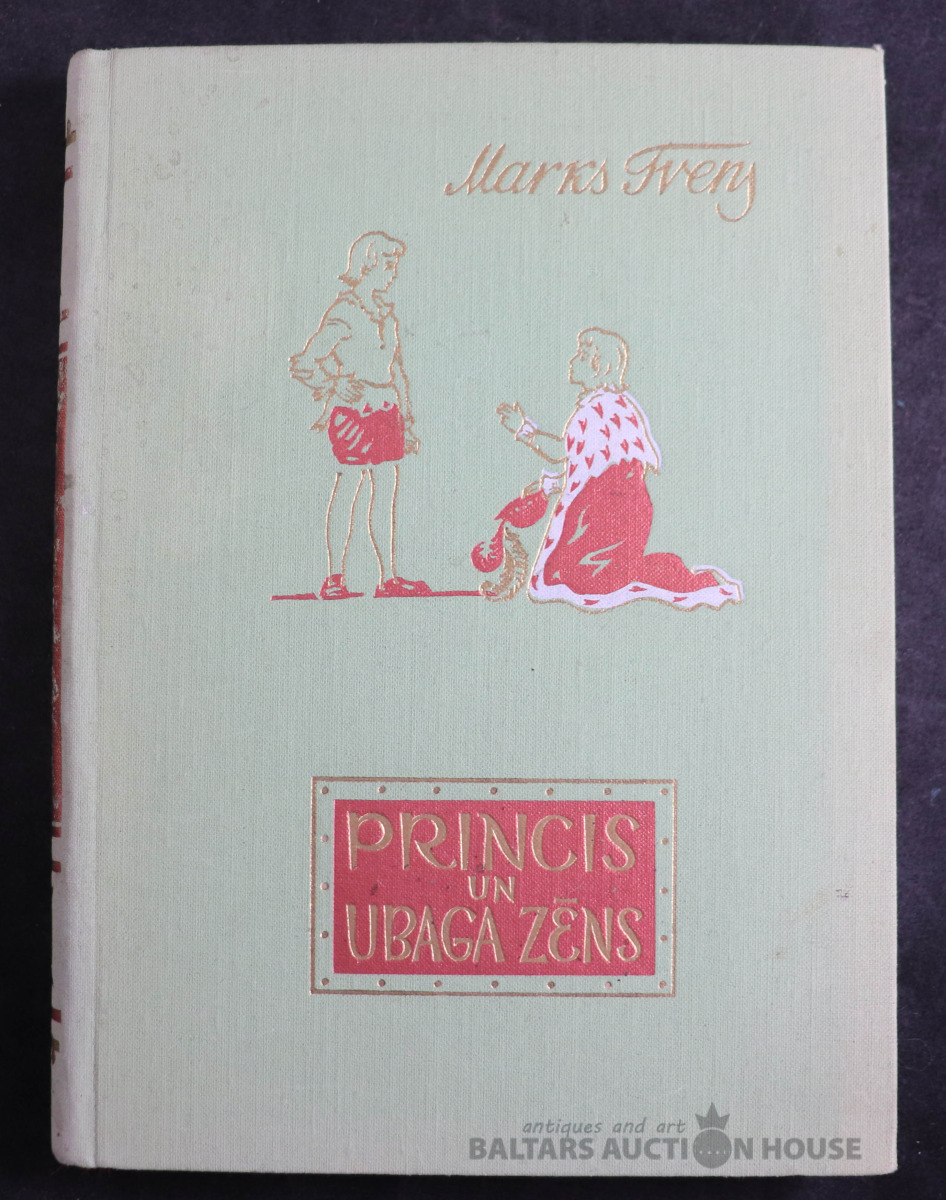 Marks Tvens
PRINCIS
UN
UBAGA ZĒNS
antiques and art
BALTARS AUCTION HOUSE